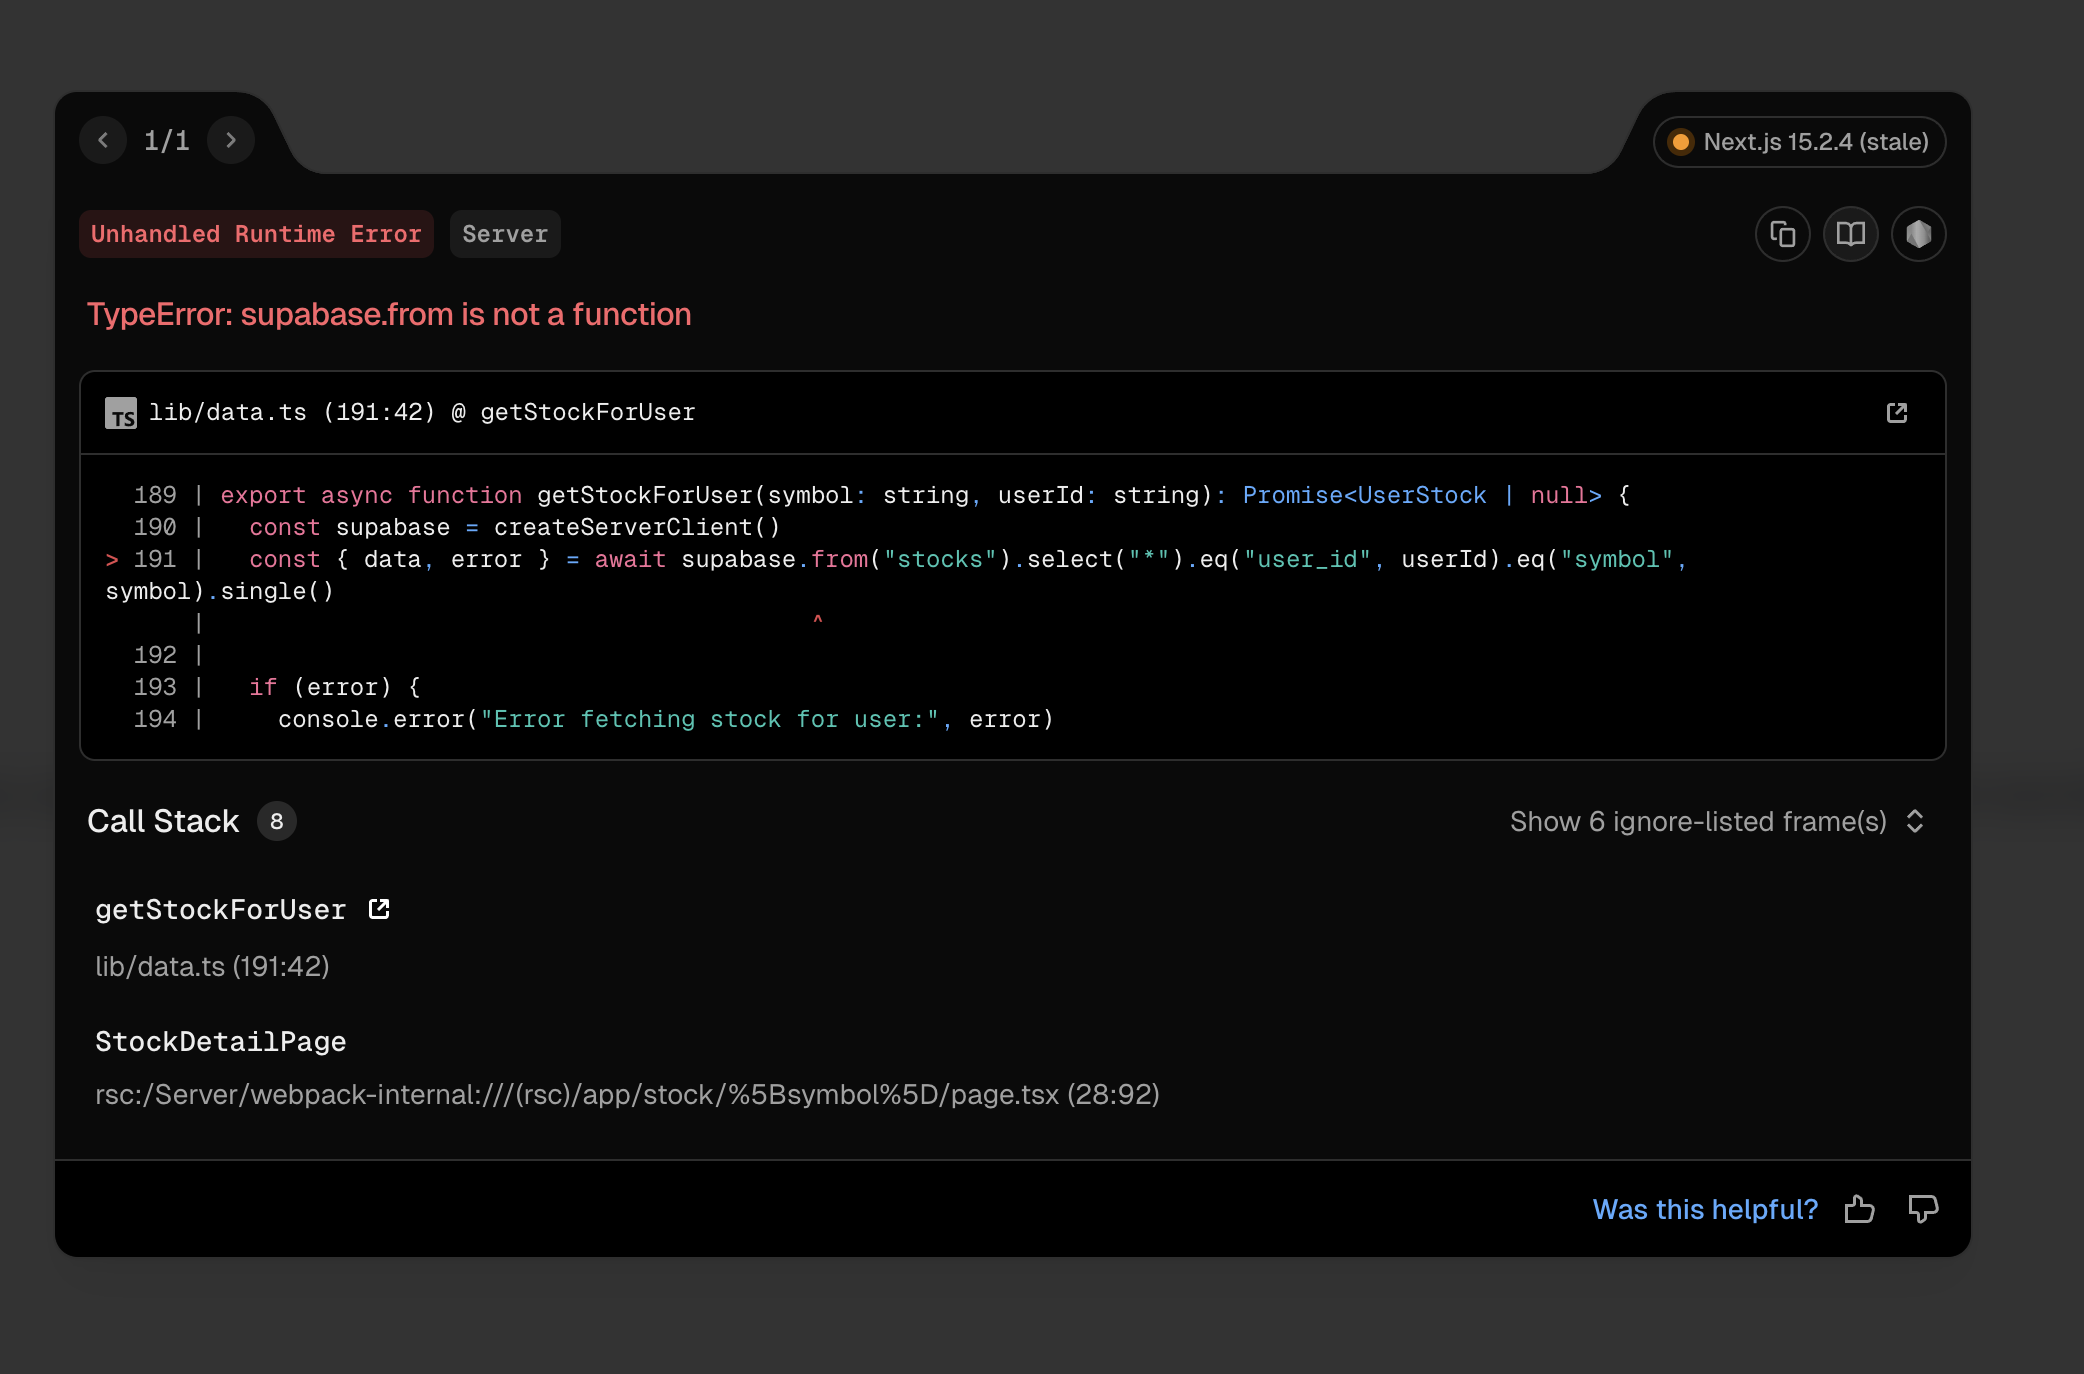 1/1
Next.js 15.2.4 (stale)
Unhandled Runtime Error
Server
TypeError: supabase.from is not a function
TS lib/data.ts (191:42) @ getStockForUser
189 | export async function getStockForUser(symbol: string, userId: string): Promise<UserStock | null> {
190 |   const supabase = createServerClient()
> 191 |   const { data, error } = await supabase.from("stocks").select("*").eq("user_id", userId).eq("symbol",
symbol).single()
|                                          ^
192 |
193 |   if (error) {
194 |     console.error("Error fetching stock for user:", error)
Call Stack 8
Show 6 ignore-listed frame(s)
getStockForUser
lib/data.ts (191:42)
StockDetailPage
rsc:/Server/webpack-internal:///(rsc)/app/stock/%5Bsymbol%5D/page.tsx (28:92)
Was this helpful?